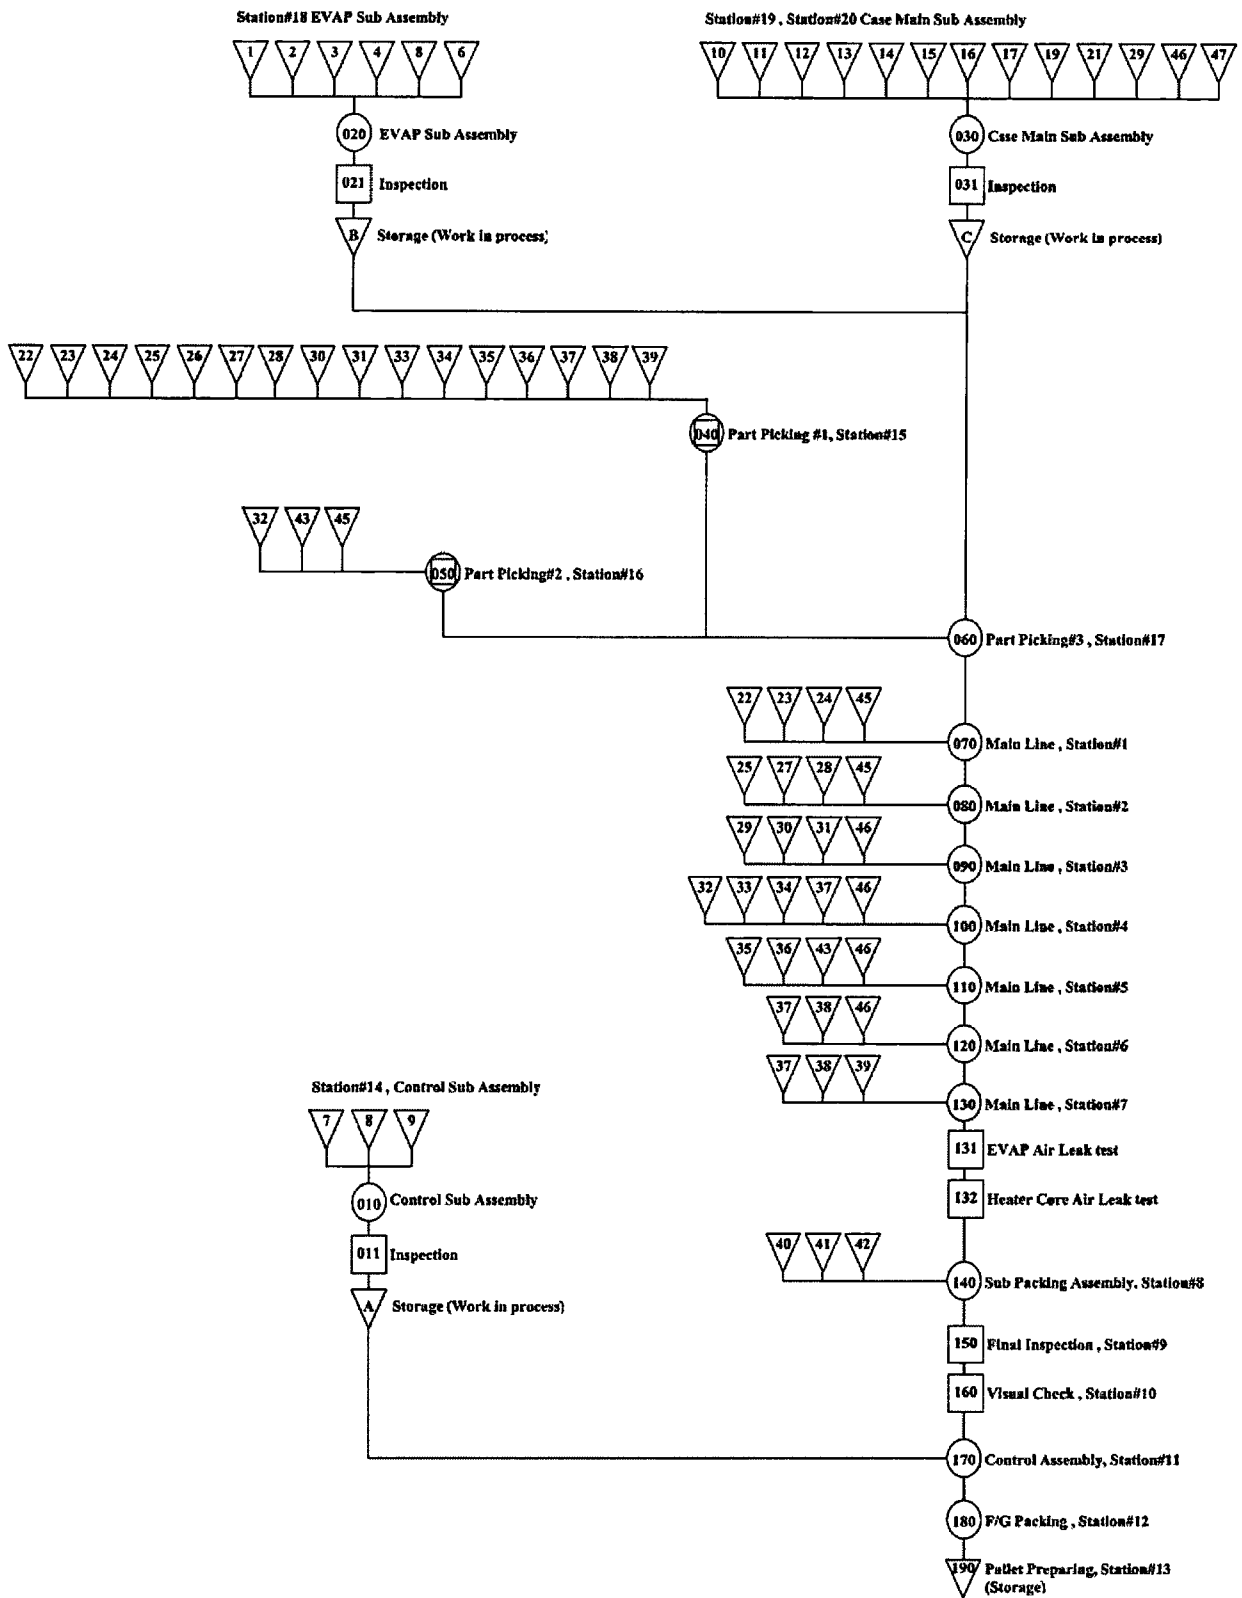 Station#18 EVAP Sub Assembly
1 2 3 4 8 6
020 EVAP Sub Assembly
021 Inspection
B Storage (Work in process)
Station#19 , Station#20 Case Main Sub Assembly
10 11 12 13 14 15 16 17 19 21 29 46 47
030 Case Main Sub Assembly
031 Inspection
C Storage (Work in process)
22 23 24 25 26 27 28 30 31 33 34 35 36 37 38 39
040 Part Picking #1, Station#15
32 43 45
050 Part Picking#2 , Station#16
060 Part Picking#3 , Station#17
22 23 24 45
070 Main Line , Station#1
25 27 28 45
080 Main Line , Station#2
29 30 31 46
090 Main Line , Station#3
32 33 34 37 46
100 Main Line , Station#4
35 36 43 46
110 Main Line , Station#5
37 38 46
120 Main Line , Station#6
37 38 39
130 Main Line , Station#7
131 EVAP Air Leak test
132 Heater Core Air Leak test
Station#14 , Control Sub Assembly
7 8 9
010 Control Sub Assembly
011 Inspection
A Storage (Work in process)
40 41 42
140 Sub Packing Assembly, Station#8
150 Final Inspection , Station#9
160 Visual Check , Station#10
170 Control Assembly, Station#11
180 F/G Packing , Station#12
190 Pallet Preparing, Station#13
(Storage)